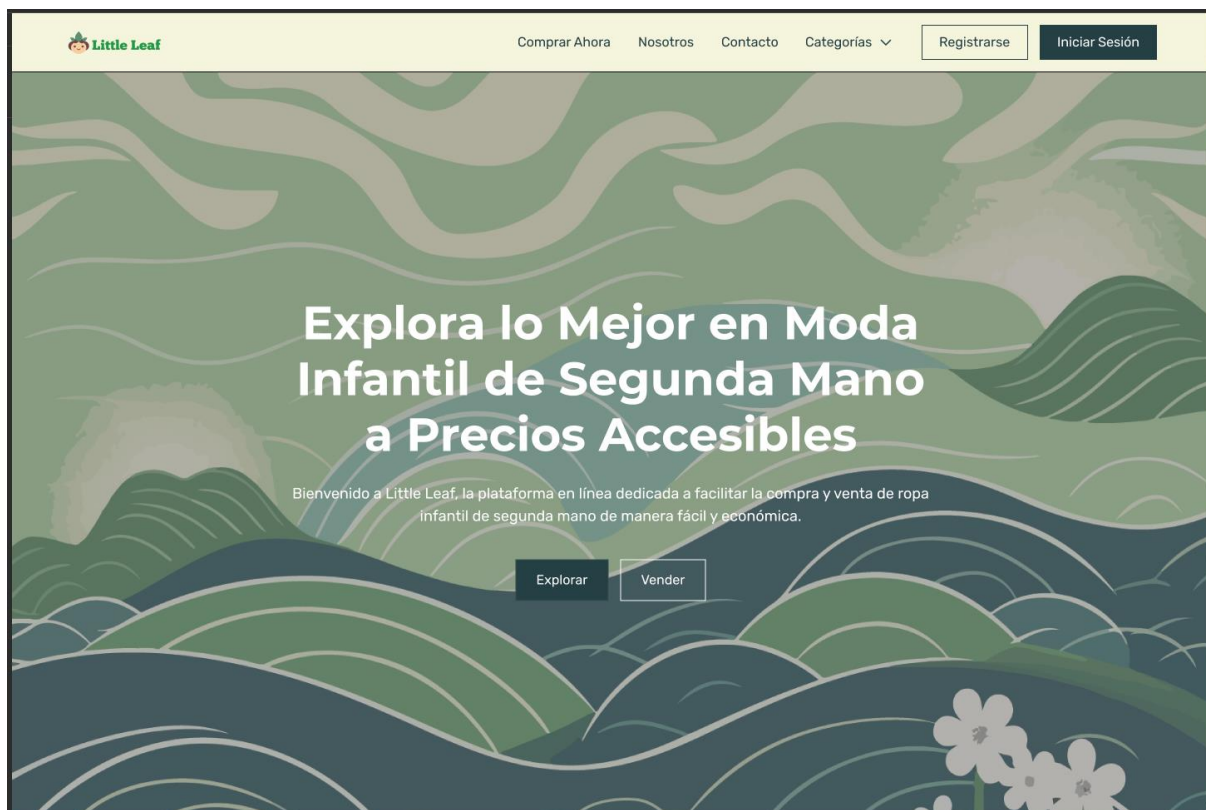 Little Leaf
Comprar Ahora
Nosotros
Contacto
Categorías
Registrarse
Iniciar Sesión
Explora lo Mejor en Moda
Infantil de Segunda Mano
a Precios Accesibles
Bienvenido a Little Leaf, la plataforma en línea dedicada a facilitar la compra y venta de ropa
infantil de segunda mano de manera fácil y económica.
Explorar
Vender